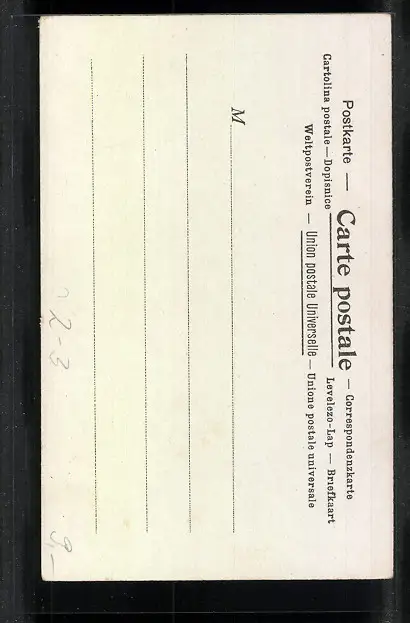 Postkarte — Carte postale — Correspondenzkarte
Cartolina postale—Dopisnice Levelezo-Lap — Briefkaart
Weltpostverein — Union postale Universelle — Unione postale universale
M
2-3 9,-